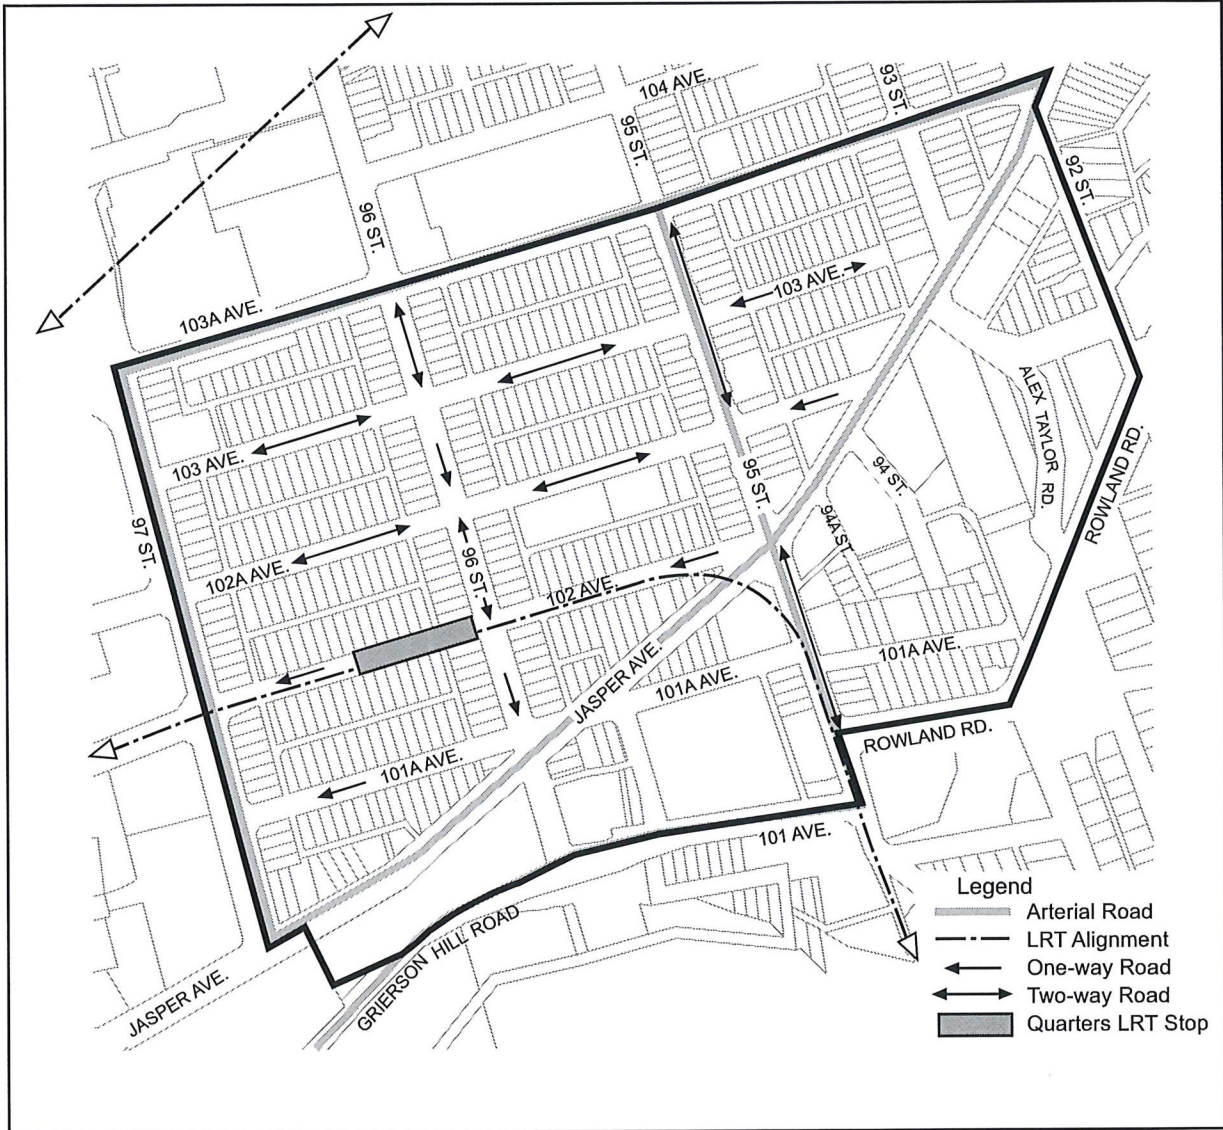 104 AVE.
93 ST.
95 ST.
92 ST.
96 ST.
103A AVE.
103 AVE.
ALEX TAYLOR RD.
103 AVE.
94 ST.
95 ST.
ROWLAND RD.
97 ST.
94A ST.
102A AVE.
96 ST.
102 AVE.
101A AVE.
JASPER AVE.
101A AVE.
ROWLAND RD.
101A AVE.
101 AVE.
GRIERSON HILL ROAD
JASPER AVE.
Legend
Arterial Road
LRT Alignment
One-way Road
Two-way Road
Quarters LRT Stop